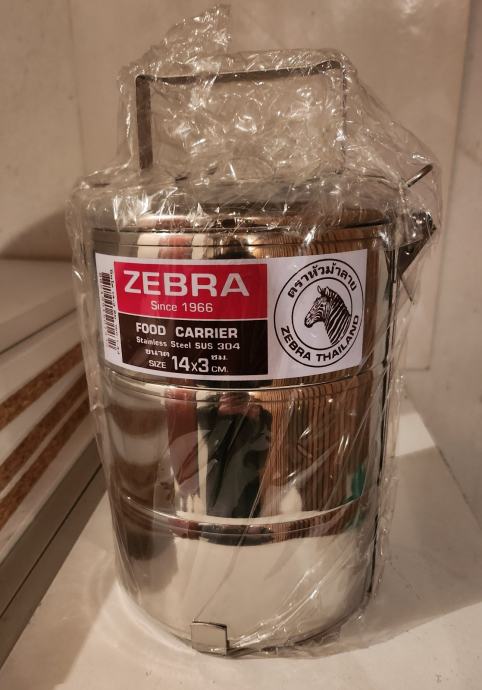 ZEBRA
Since 1966
FOOD CARRIER
Stainless Steel SUS 304
ขนาด ซม.
SIZE 14x3 CM.
ตราหัวม้าลาย
ZEBRA THAILAND